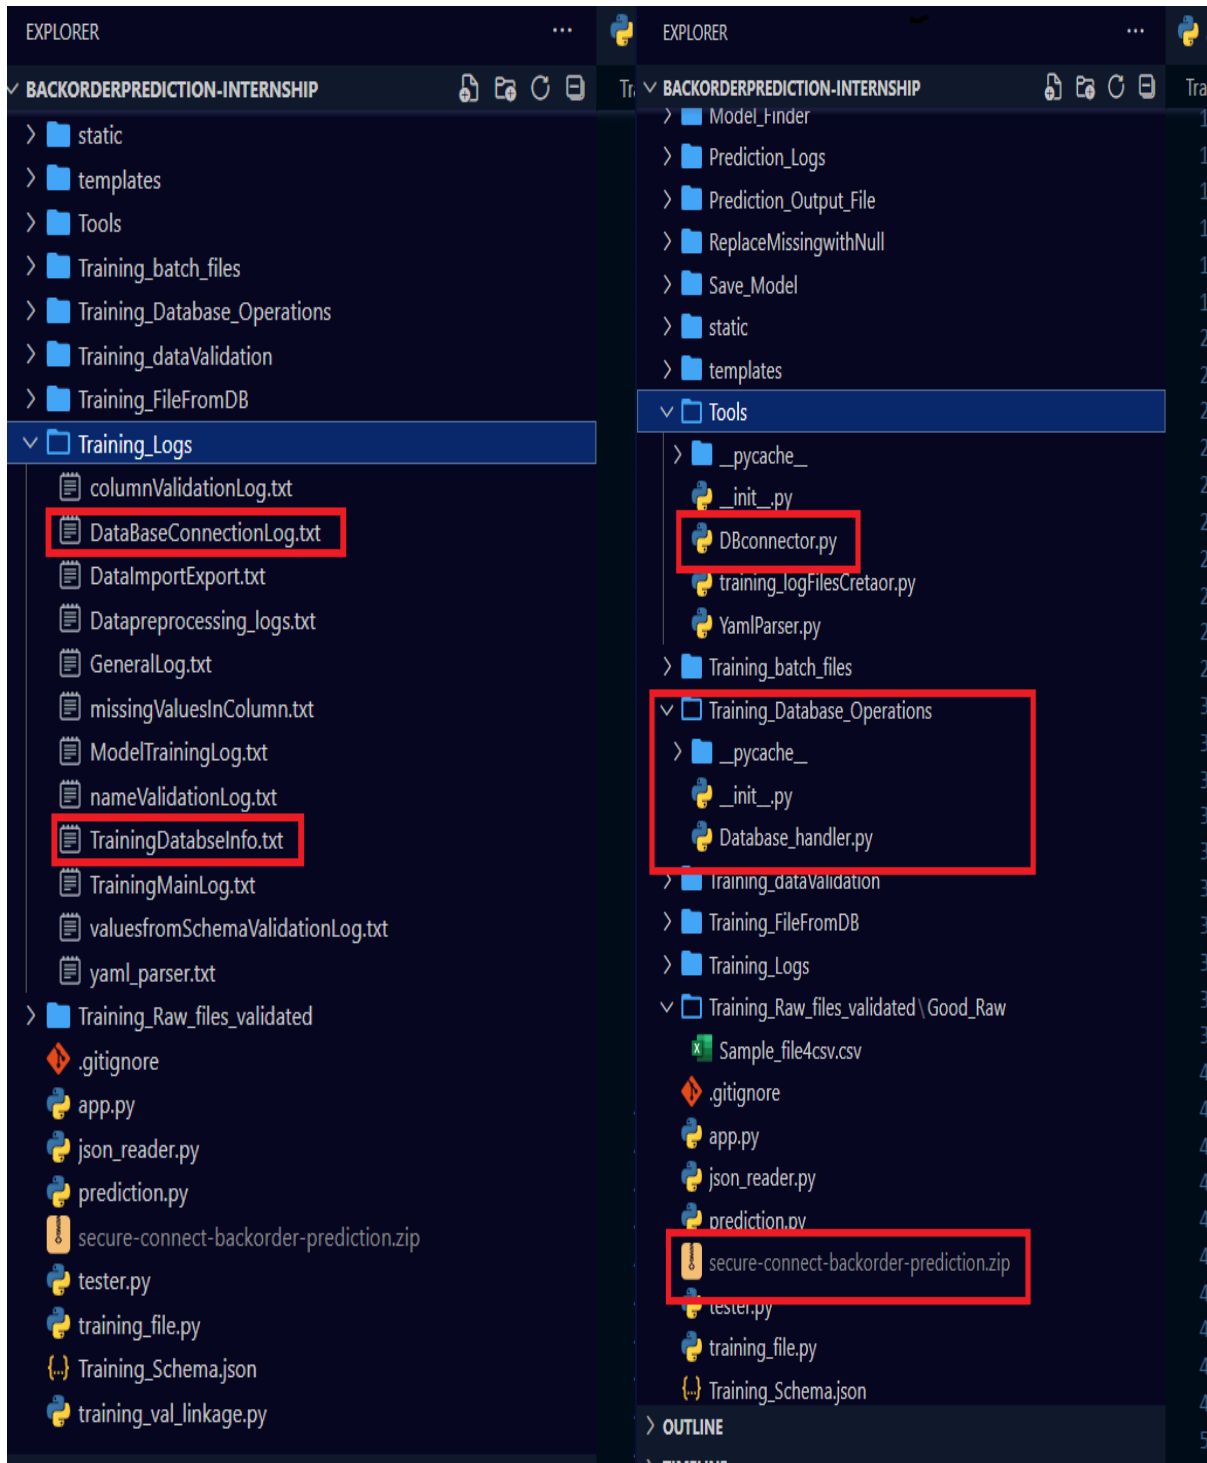 EXPLORER
BACKORDERPREDICTION-INTERNSHIP
static
templates
Tools
Training_batch_files
Training_Database_Operations
Training_dataValidation
Training_FileFromDB
Training_Logs
columnValidationLog.txt
DataBaseConnectionLog.txt
DataImportExport.txt
Datapreprocessing_logs.txt
GeneralLog.txt
missingValuesInColumn.txt
ModelTrainingLog.txt
nameValidationLog.txt
TrainingDatabseInfo.txt
TrainingMainLog.txt
valuesfromSchemaValidationLog.txt
yaml_parser.txt
Training_Raw_files_validated
.gitignore
app.py
json_reader.py
prediction.py
secure-connect-backorder-prediction.zip
tester.py
training_file.py
Training_Schema.json
training_val_linkage.py
EXPLORER
BACKORDERPREDICTION-INTERNSHIP
Model_Finder
Prediction_Logs
Prediction_Output_File
ReplaceMissingwithNull
Save_Model
static
templates
Tools
__pycache__
__init__.py
DBconnector.py
training_logFilesCretaor.py
YamlParser.py
Training_batch_files
Training_Database_Operations
__pycache__
__init__.py
Database_handler.py
Training_dataValidation
Training_FileFromDB
Training_Logs
Training_Raw_files_validated\Good_Raw
Sample_file4csv.csv
.gitignore
app.py
json_reader.py
prediction.py
secure-connect-backorder-prediction.zip
tester.py
training_file.py
Training_Schema.json
OUTLINE